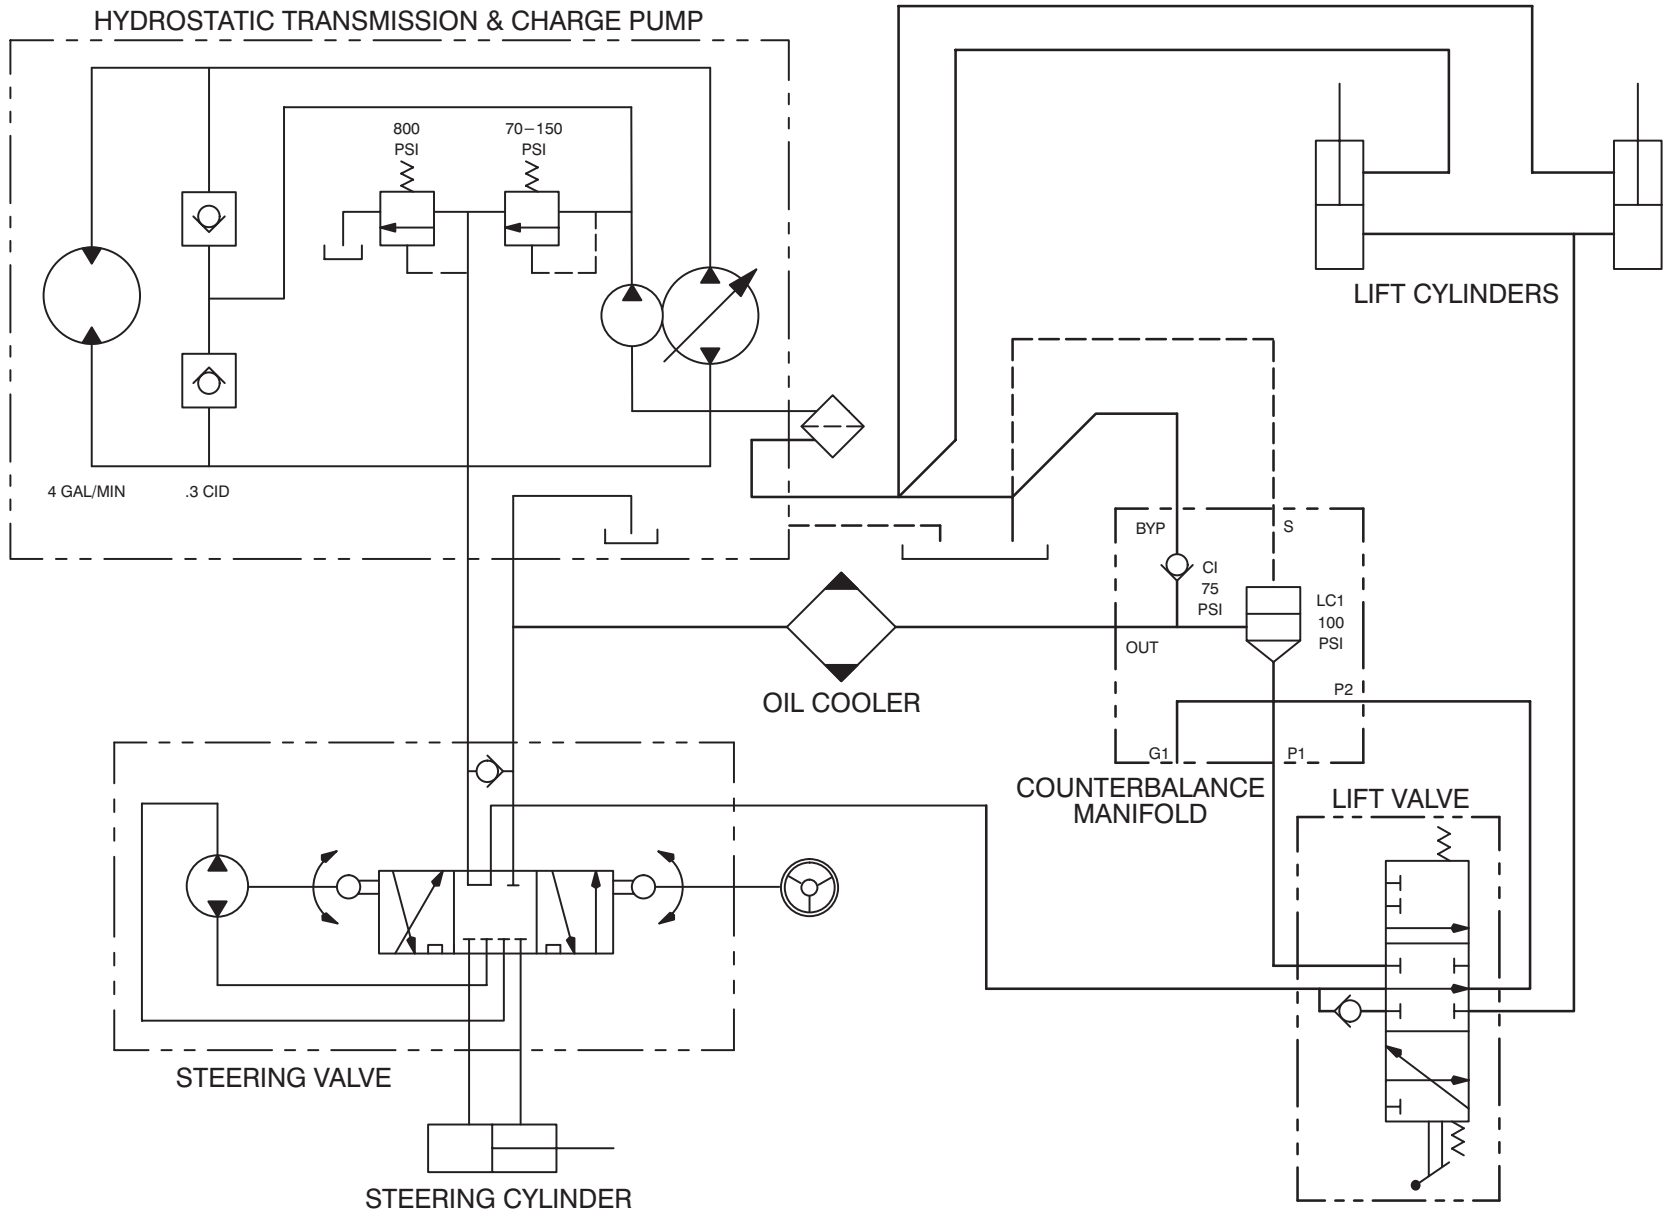 HYDROSTATIC TRANSMISSION & CHARGE PUMP
800
PSI
70–150
PSI
4 GAL/MIN
.3 CID
LIFT CYLINDERS
BYP
S
CI
75
PSI
LC1
100
PSI
OUT
P2
G1
P1
OIL COOLER
COUNTERBALANCE
MANIFOLD
LIFT VALVE
STEERING VALVE
STEERING CYLINDER